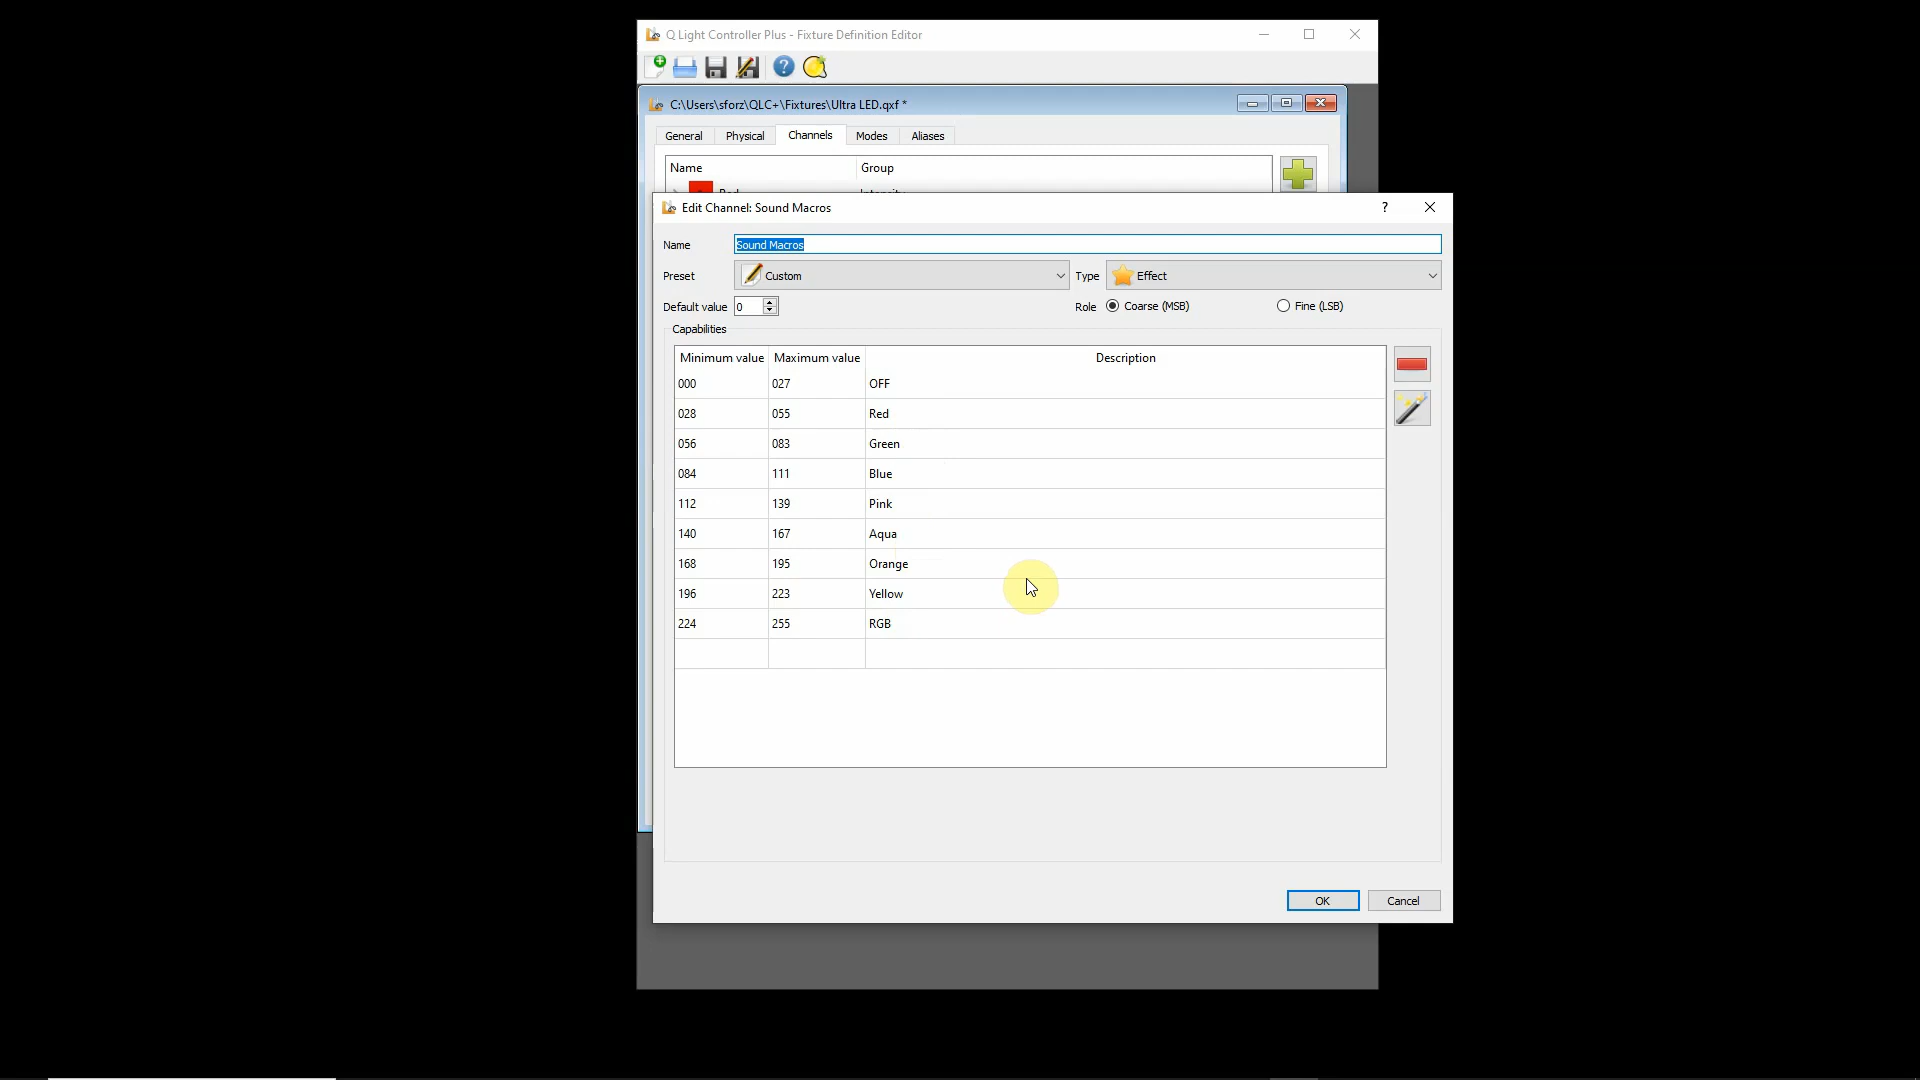 Q Light Controller Plus - Fixture Definition Editor
C:\Users\sforz\QLC+\Fixtures\Ultra LED.qxf *
General Physical Channels Modes Aliases
Name Group
Edit Channel: Sound Macros
Name Sound Macros
Preset Custom Type Effect
Default value 0 Role Coarse (MSB) Fine (LSB)
Capabilities
Minimum value Maximum value Description
000 027 OFF
028 055 Red
056 083 Green
084 111 Blue
112 139 Pink
140 167 Aqua
168 195 Orange
196 223 Yellow
224 255 RGB
OK Cancel